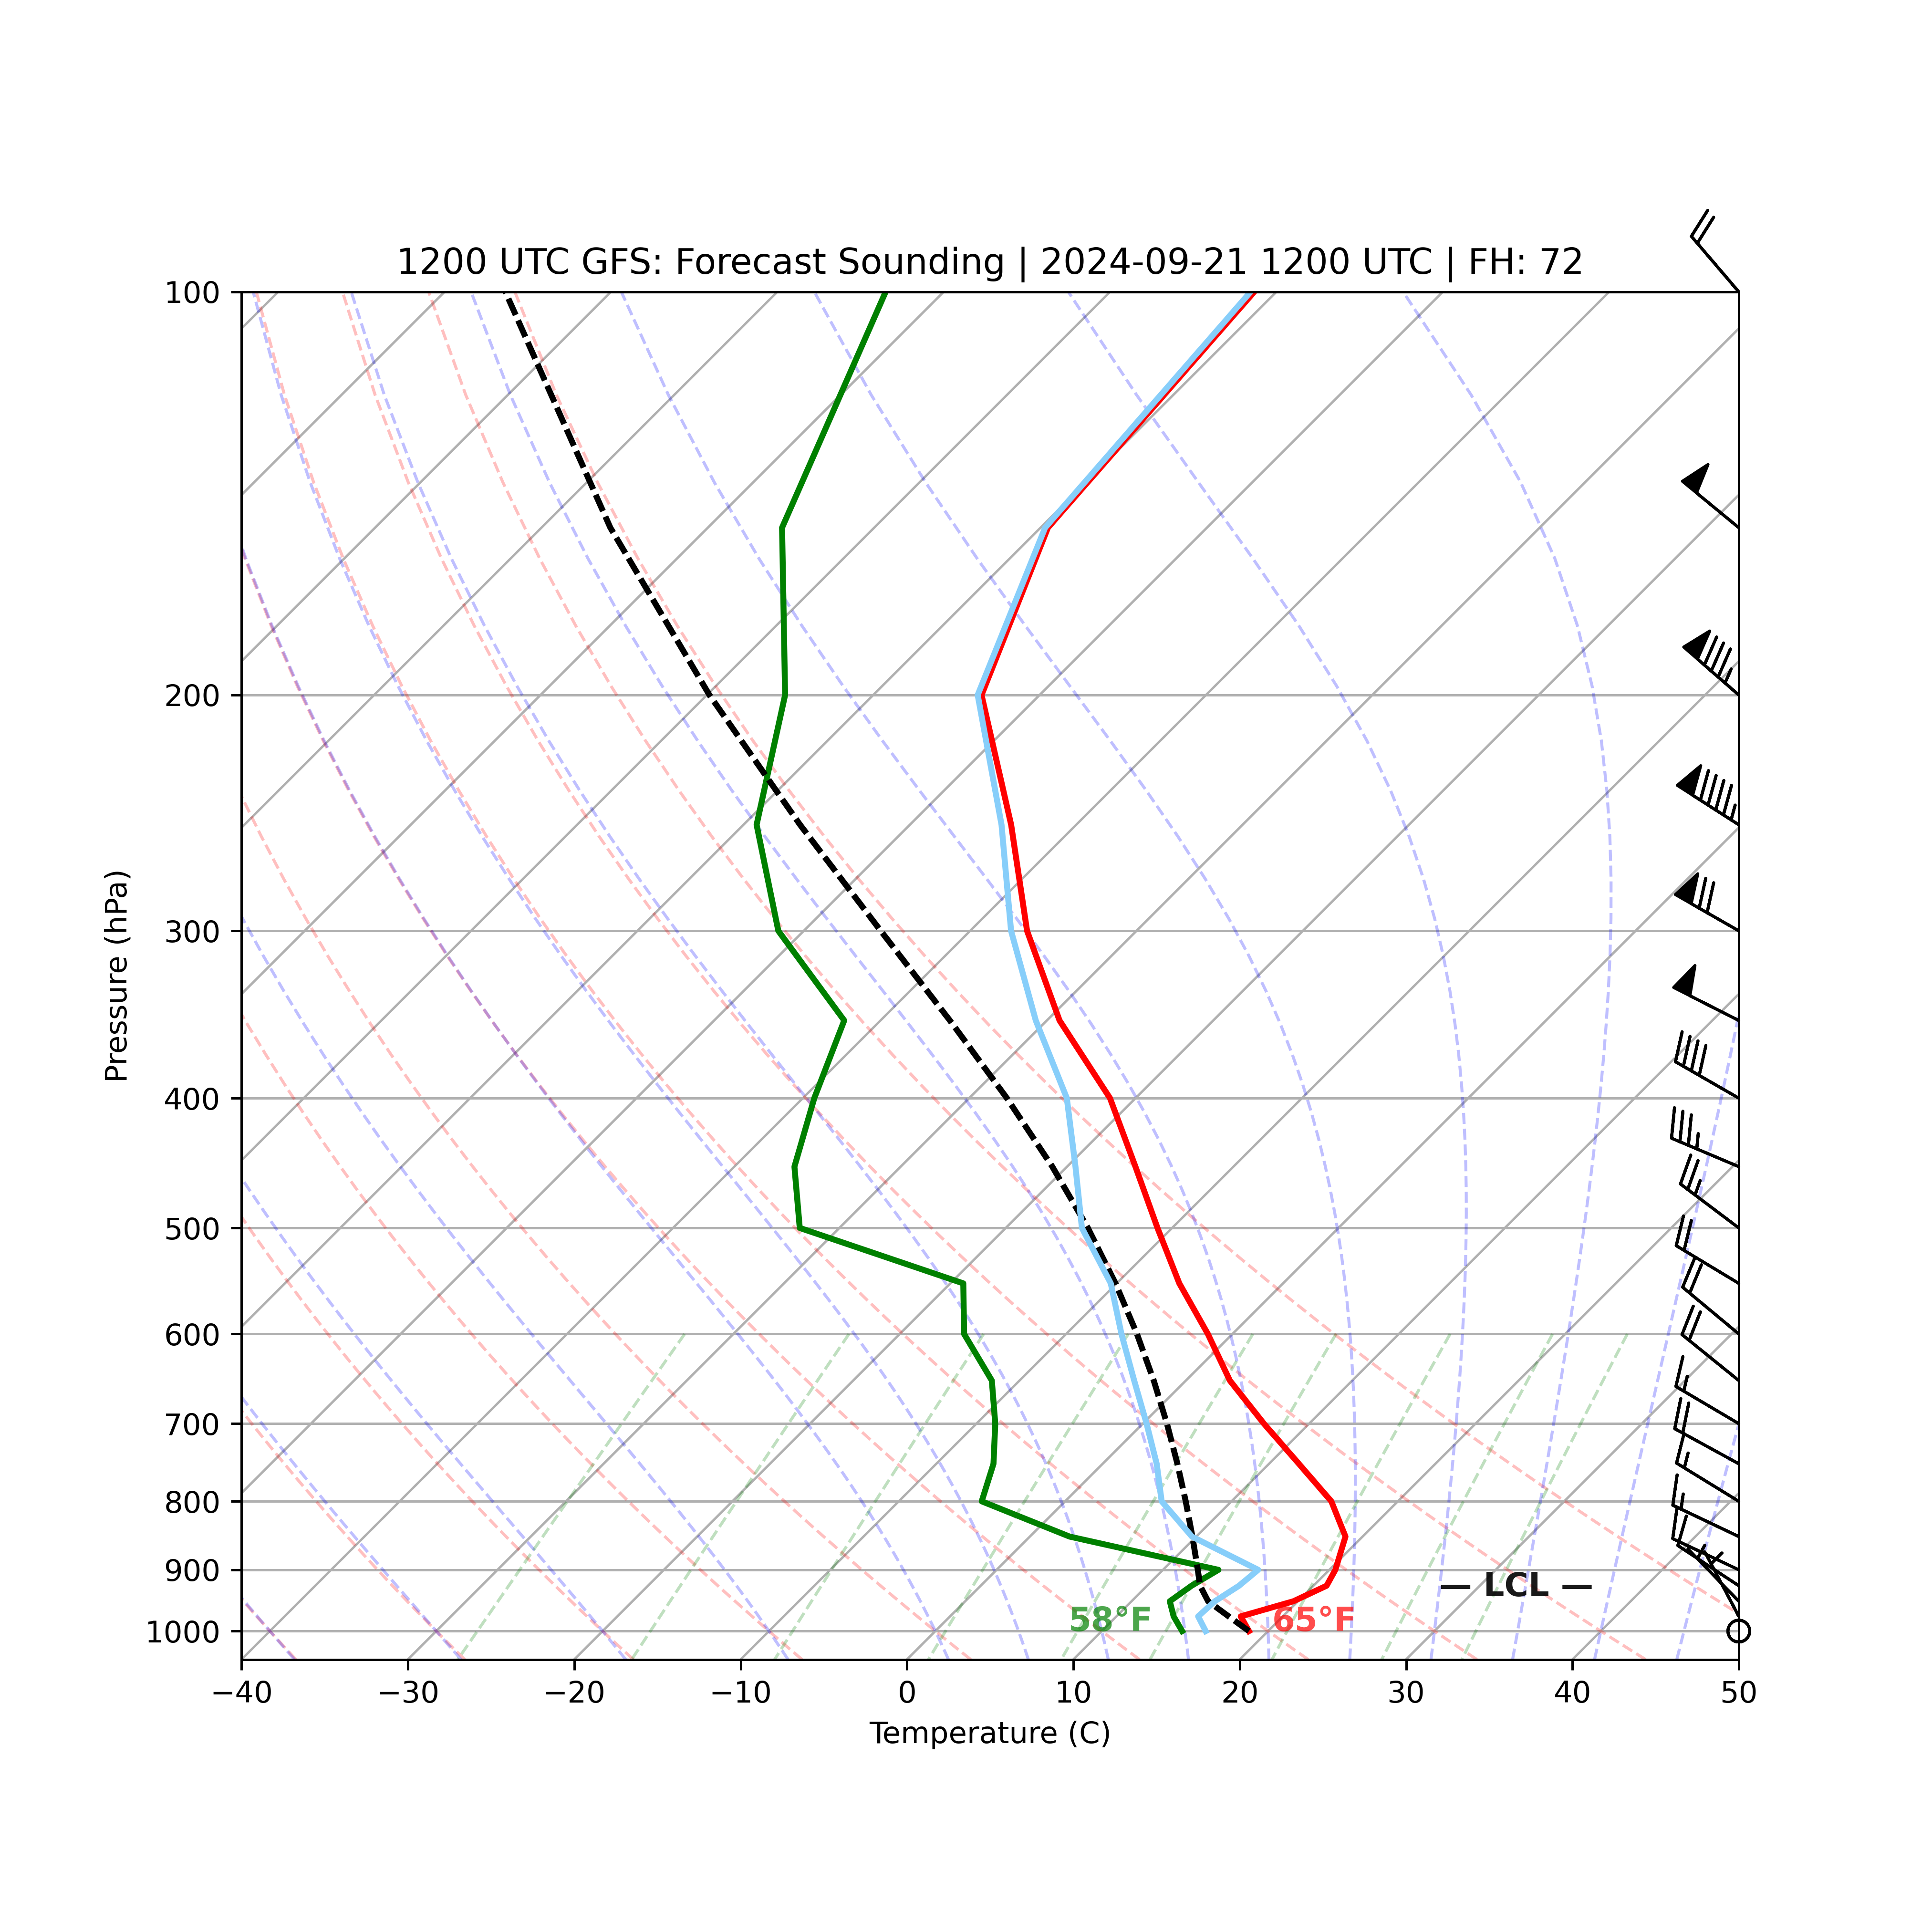 1200 UTC GFS: Forecast Sounding | 2024-09-21 1200 UTC | FH: 72
100
200
300
400
500
600
700
800
900
1000
Pressure (hPa)
— LCL —
58°F 65°F
−40 −30 −20 −10 0 10 20 30 40 50
Temperature (C)